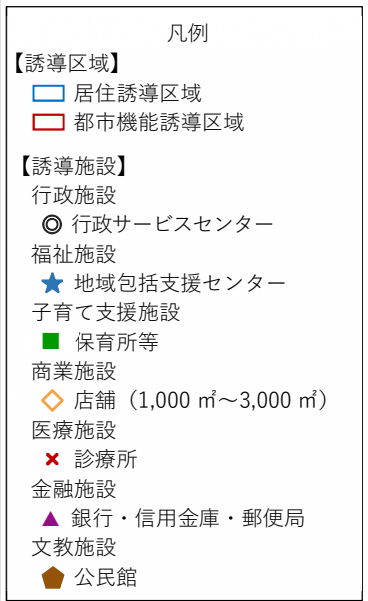 凡例
【誘導区域】
居住誘導区域
都市機能誘導区域
【誘導施設】
行政施設
行政サービスセンター
福祉施設
地域包括支援センター
子育て支援施設
保育所等
商業施設
店舗（1,000 ㎡～3,000 ㎡）
医療施設
診療所
金融施設
銀行・信用金庫・郵便局
文教施設
公民館